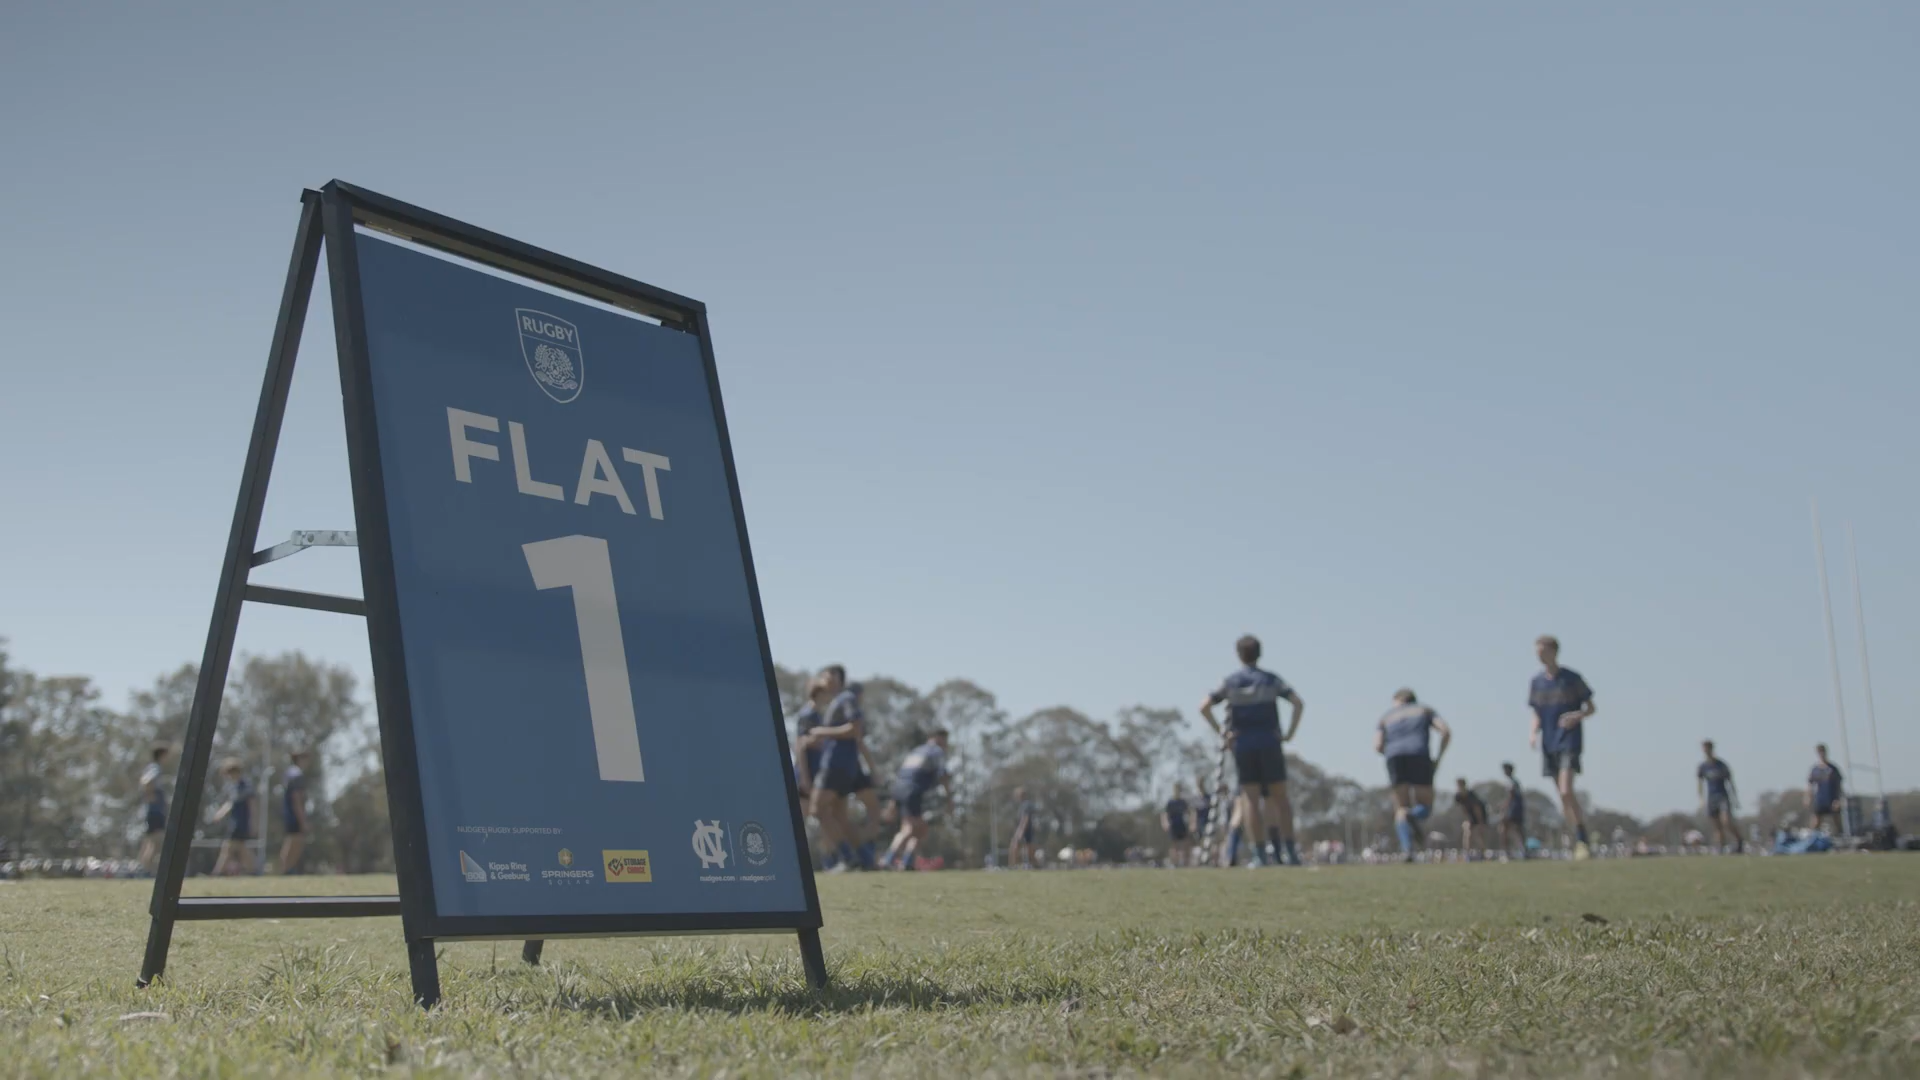 RUGBY
FLAT
1
NUDGEE RUGBY SUPPORTED BY
Kippa Ring
& Geebung
SPRINGERS
SOLAR
STORAGE
CHOICE
NC
nudgee.com